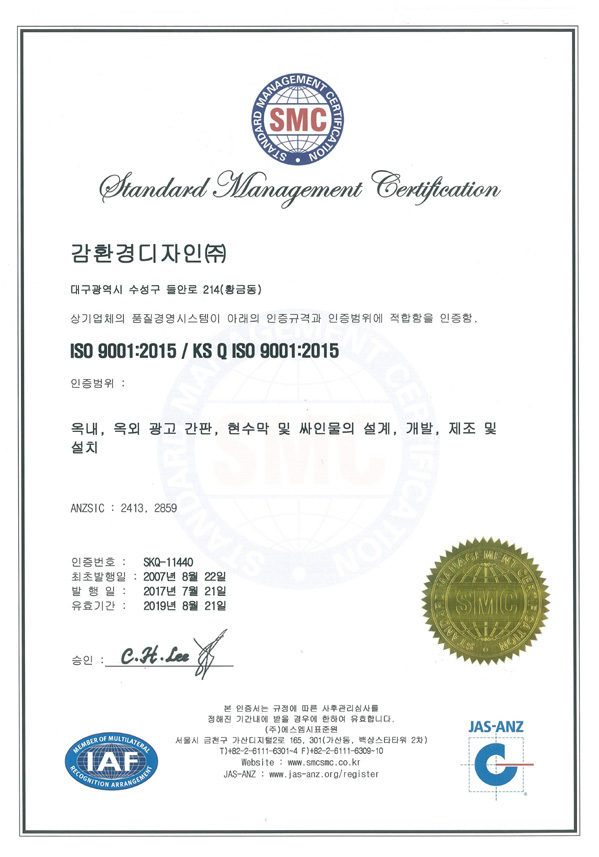 STANDARD MANAGEMENT CERTIFICATION
SMC
Standard Management Certification
감환경디자인㈜
대구광역시 수성구 들안로 214(황금동)
상기업체의 품질경영시스템이 아래의 인증규격과 인증범위에 적합함을 인증함.
ISO 9001:2015 / KS Q ISO 9001:2015
인증범위 :
옥내, 옥외 광고 간판, 현수막 및 싸인물의 설계, 개발, 제조 및
설치
ANZSIC : 2413, 2859
인증번호 : SKQ-11440
최초발행일 : 2007년 8월 22일
발 행 일 : 2017년 7월 21일
유효기간 : 2019년 8월 21일
승인 : C.H.Lee
SMC
본 인증서는 규정에 따른 사후관리심사를
정해진 기간내에 받을 경우에 한하여 유효합니다.
(주)에스엠시표준원
서울시 금천구 가산디지털2로 165, 301(가산동, 백상스타타워 2차)
T)+82-2-6111-6301~4 F)+82-2-6111-6309~10
Website : www.smcsmc.co.kr
JAS-ANZ : www.jas-anz.org/register
MEMBER OF MULTILATERAL
IAF
RECOGNITION ARRANGEMENT
JAS-ANZ